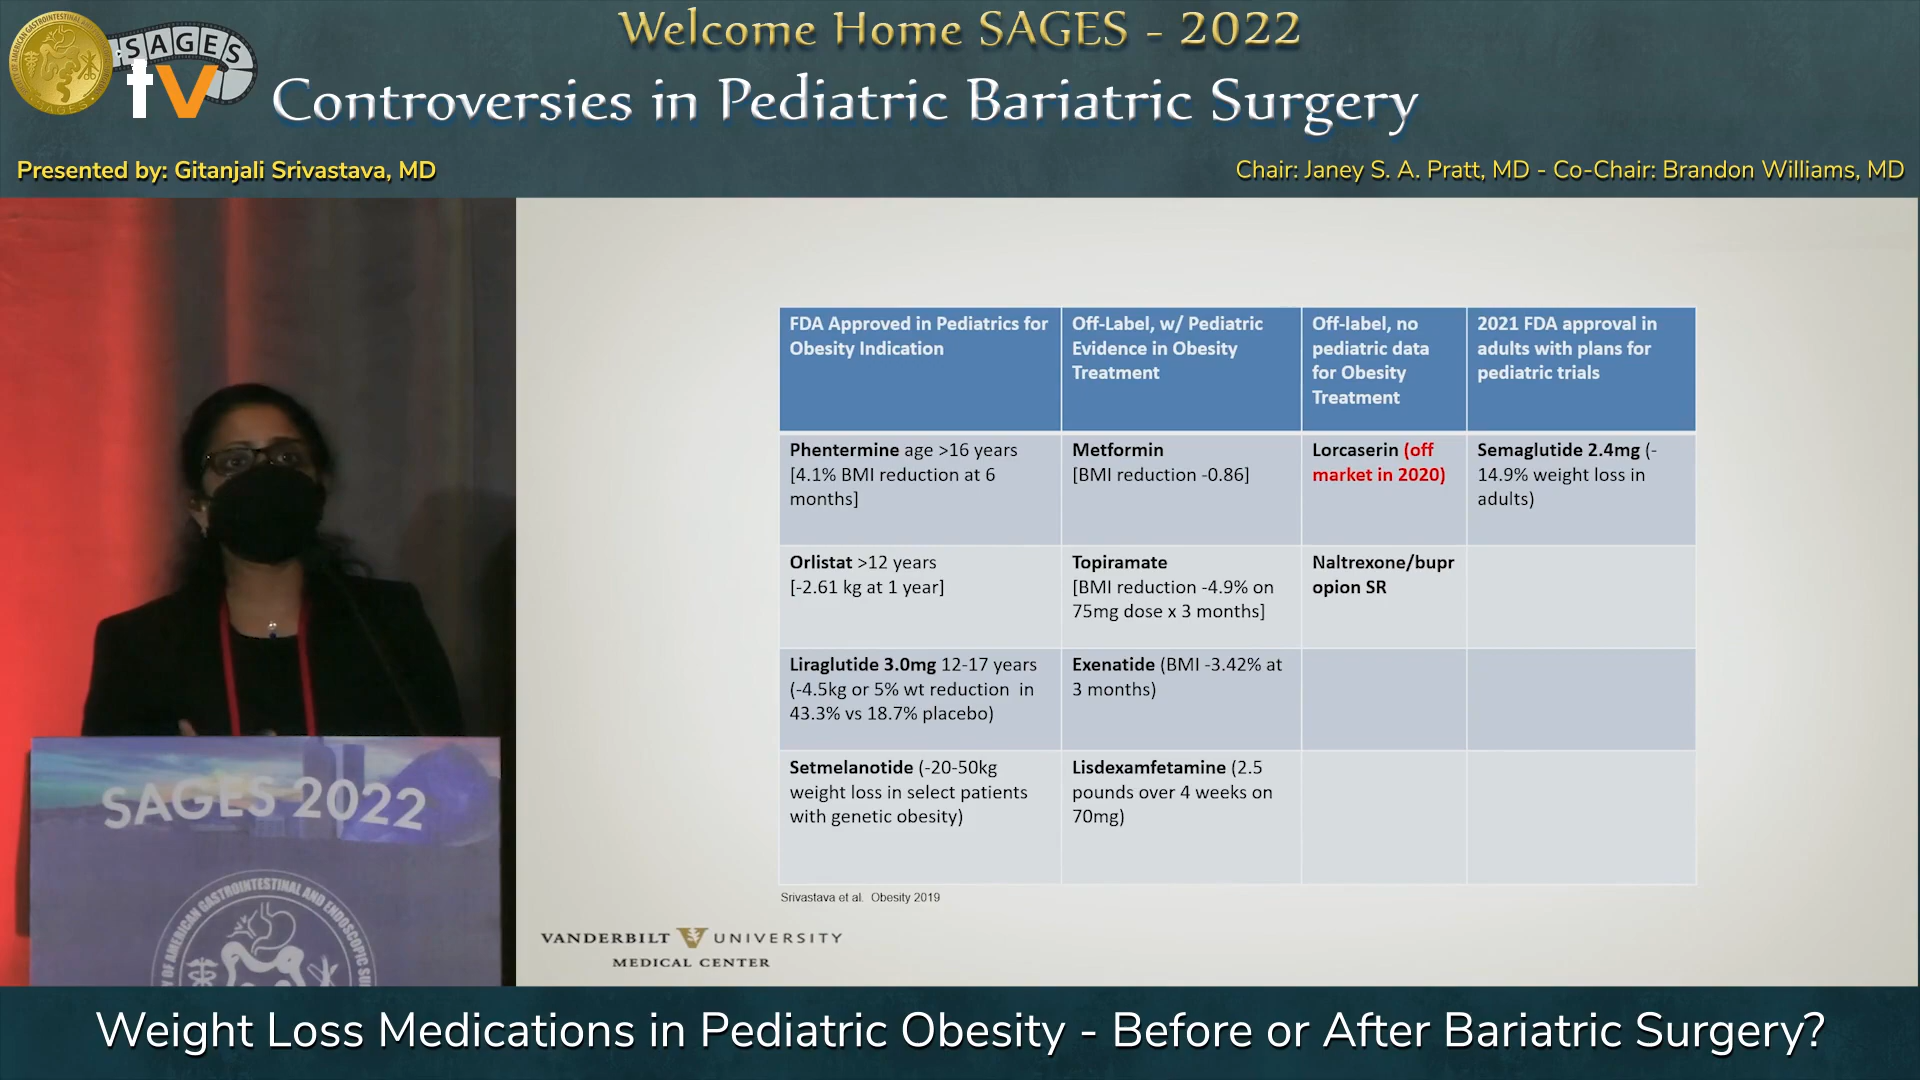 Welcome Home SAGES - 2022
SAGES
tv
Controversies in Pediatric Bariatric Surgery
Presented by: Gitanjali Srivastava, MD
Chair: Janey S. A. Pratt, MD - Co-Chair: Brandon Williams, MD
FDA Approved in Pediatrics for
Obesity Indication
Off-Label, w/ Pediatric
Evidence in Obesity
Treatment
Off-label, no
pediatric data
for Obesity
Treatment
2021 FDA approval in
adults with plans for
pediatric trials
Phentermine age >16 years
[4.1% BMI reduction at 6
months]
Metformin
[BMI reduction -0.86]
Lorcaserin (off
market in 2020)
Semaglutide 2.4mg (-
14.9% weight loss in
adults)
Orlistat >12 years
[-2.61 kg at 1 year]
Topiramate
[BMI reduction -4.9% on
75mg dose x 3 months]
Naltrexone/bupr
opion SR
Liraglutide 3.0mg 12-17 years
(-4.5kg or 5% wt reduction in
43.3% vs 18.7% placebo)
Exenatide (BMI -3.42% at
3 months)
Setmelanotide (-20-50kg
weight loss in select patients
with genetic obesity)
Lisdexamfetamine (2.5
pounds over 4 weeks on
70mg)
Srivastava et al. Obesity 2019
VANDERBILT UNIVERSITY
MEDICAL CENTER
SAGES 2022
OF AMERICAN GASTROINTESTINAL AND ENDOSCOPIC
Weight Loss Medications in Pediatric Obesity - Before or After Bariatric Surgery?